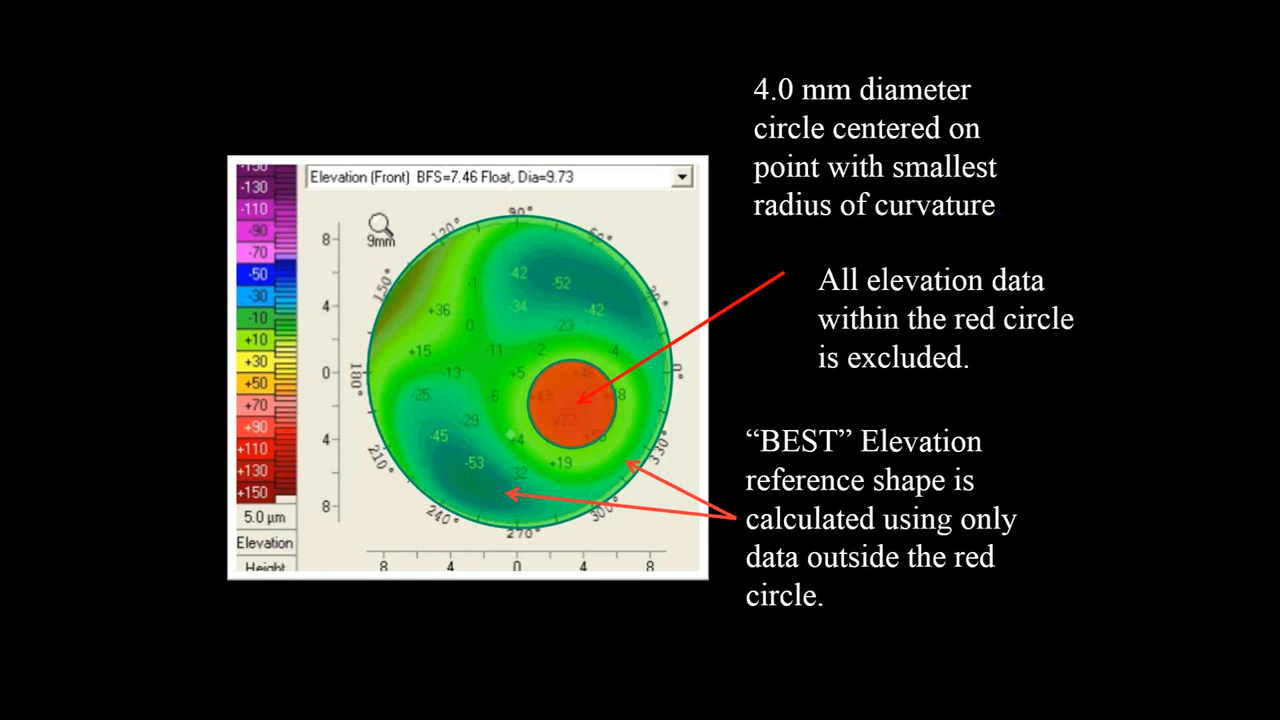 4.0 mm diameter
circle centered on
point with smallest
radius of curvature
All elevation data
within the red circle
is excluded.
“BEST” Elevation
reference shape is
calculated using only
data outside the red
circle.
Elevation (Front) BFS=7.46 Float, Dia=9.73
9mm
-130
-110
-90
-70
-50
-30
-10
+10
+30
+50
+70
+90
+110
+130
+150
5.0 µm
Elevation
Height
8
4
0
4
8
90°
120°
150°
180°
210°
240°
270°
300°
330°
0°
-42
-52
-34
-42
+36
0
-23
+15
-11
-2
-4
-13
+5
-25
-6
-29
-45
+4
-53
-32
+19
8 4 0 4 8